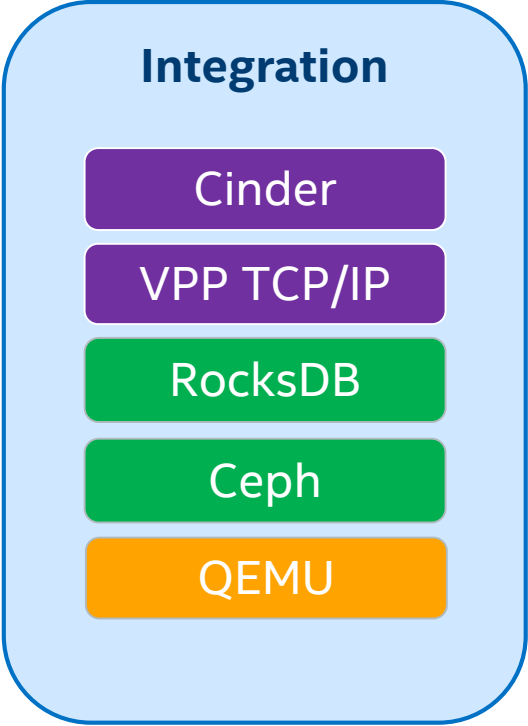 Integration
Cinder
VPP TCP/IP
RocksDB
Ceph
QEMU